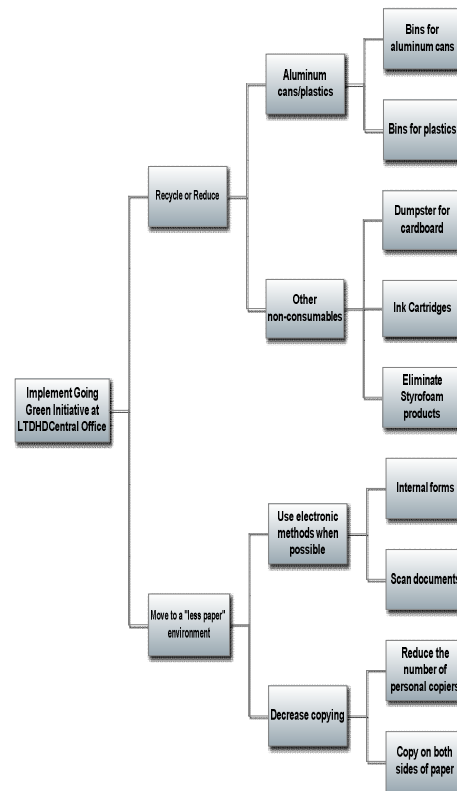 Bins for
aluminum cans
Aluminum
cans/plastics
Bins for plastics
Recycle or Reduce
Dumpster for
cardboard
Other
non-consumables
Ink Cartridges
Eliminate
Styrofoam
products
Implement Going
Green Initiative at
LTDHDCentral Office
Internal forms
Use electronic
methods when
possible
Scan documents
Move to a "less paper"
environment
Reduce the
number of
personal copiers
Decrease copying
Copy on both
sides of paper